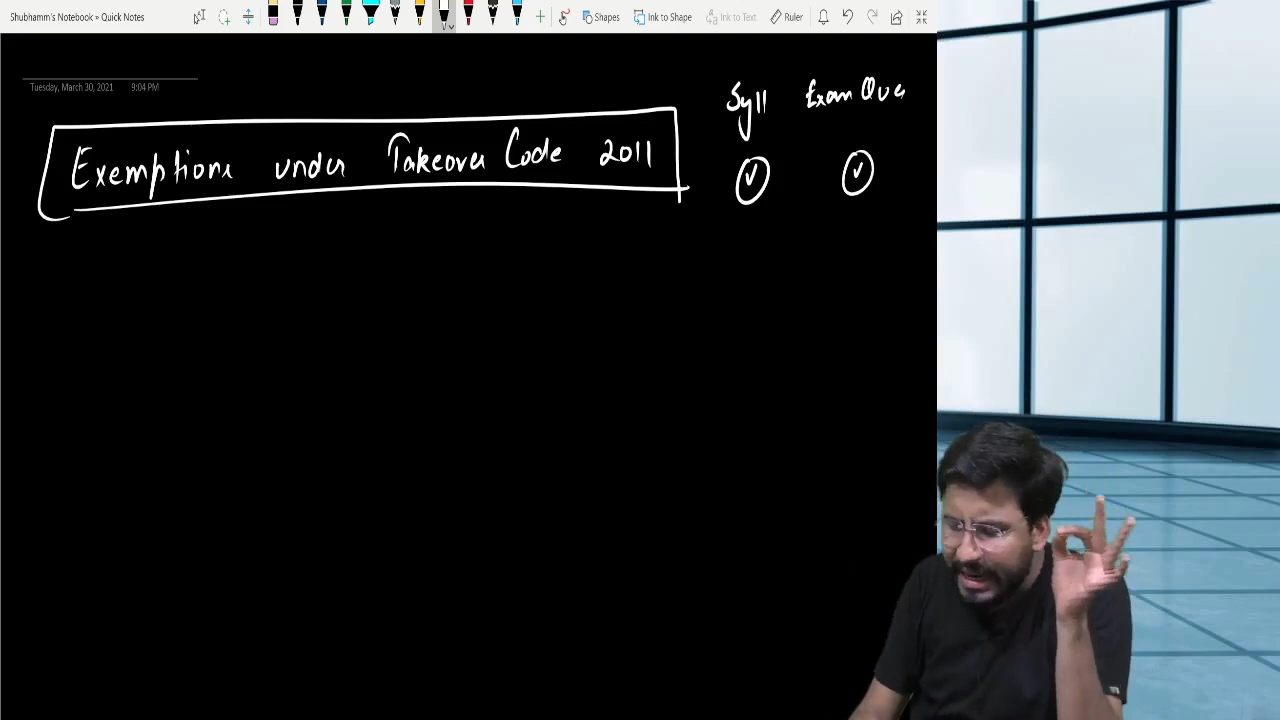 Shubhamm's Notebook » Quick Notes
Shapes
Ink to Shape
Ink to Text
Ruler
Tuesday, March 30, 2021 9:04 PM
Syll Exam Que
Exemptions under Takeover Code 2011